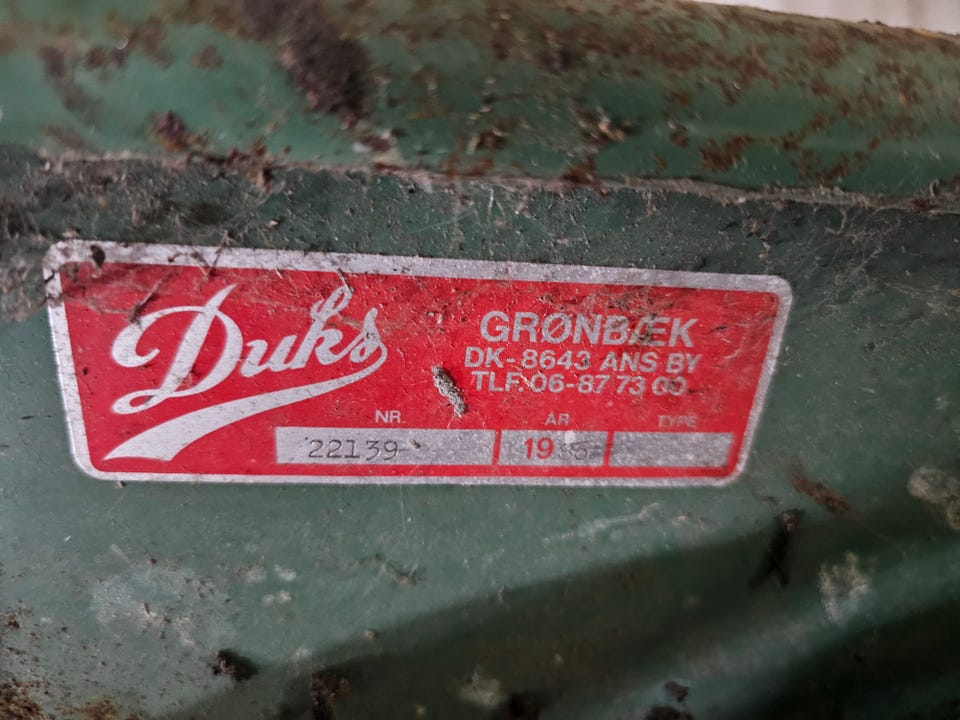 Duks
GRØNBÆK
DK-8643 ANS BY
TLF. 06-87 73 00
NR. ÅR TYPE
22139 19